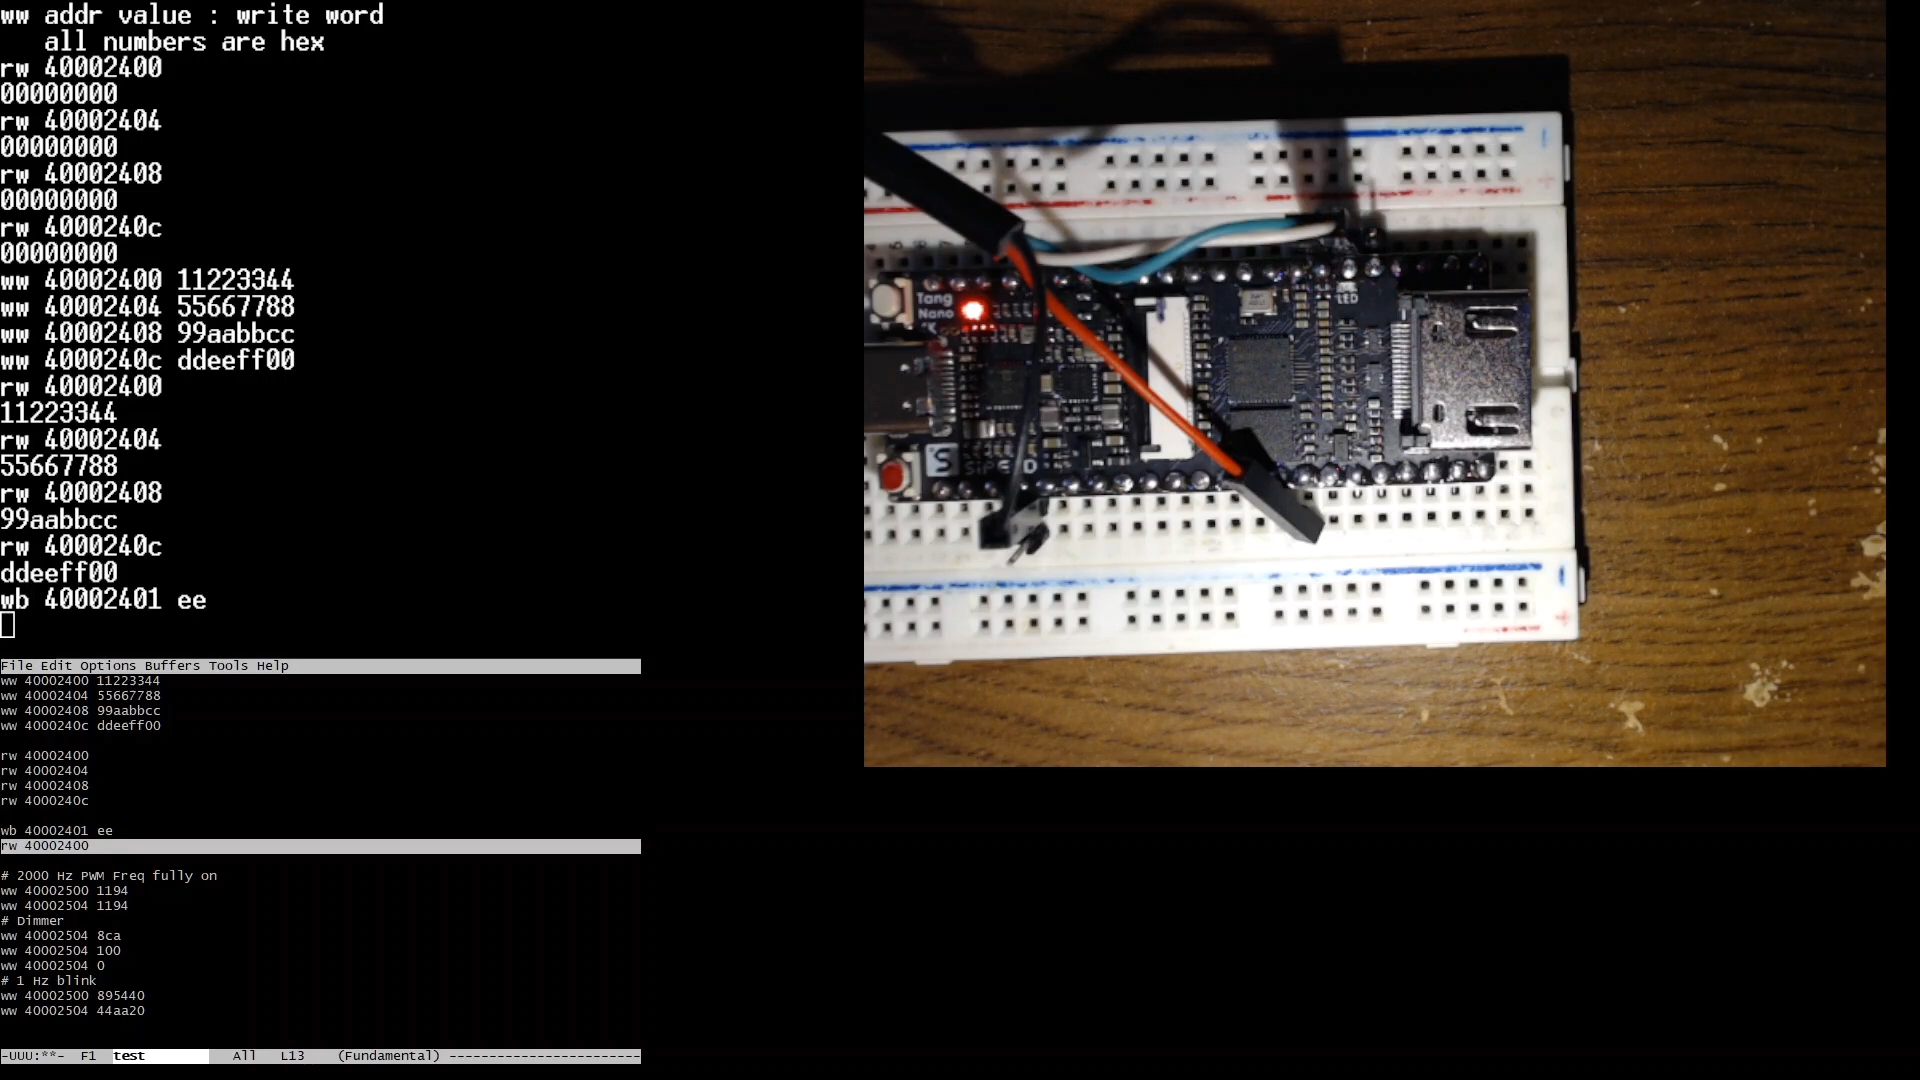 ww addr value : write word
all numbers are hex
rw 40002400
00000000
rw 40002404
00000000
rw 40002408
00000000
rw 4000240c
00000000
ww 40002400 11223344
ww 40002404 55667788
ww 40002408 99aabbcc
ww 4000240c ddeeff00
rw 40002400
11223344
rw 40002404
55667788
rw 40002408
99aabbcc
rw 4000240c
ddeeff00
wb 40002401 ee
File Edit Options Buffers Tools Help
ww 40002400 11223344
ww 40002404 55667788
ww 40002408 99aabbcc
ww 4000240c ddeeff00
rw 40002400
rw 40002404
rw 40002408
rw 4000240c
wb 40002401 ee
rw 40002400
# 2000 Hz PWM Freq fully on
ww 40002500 1194
ww 40002504 1194
# Dimmer
ww 40002504 8ca
ww 40002504 100
ww 40002504 0
# 1 Hz blink
ww 40002500 895440
ww 40002504 44aa20
-UUU:**- F1 test All L13 (Fundamental) ------------------------
Tang
Nano
LED